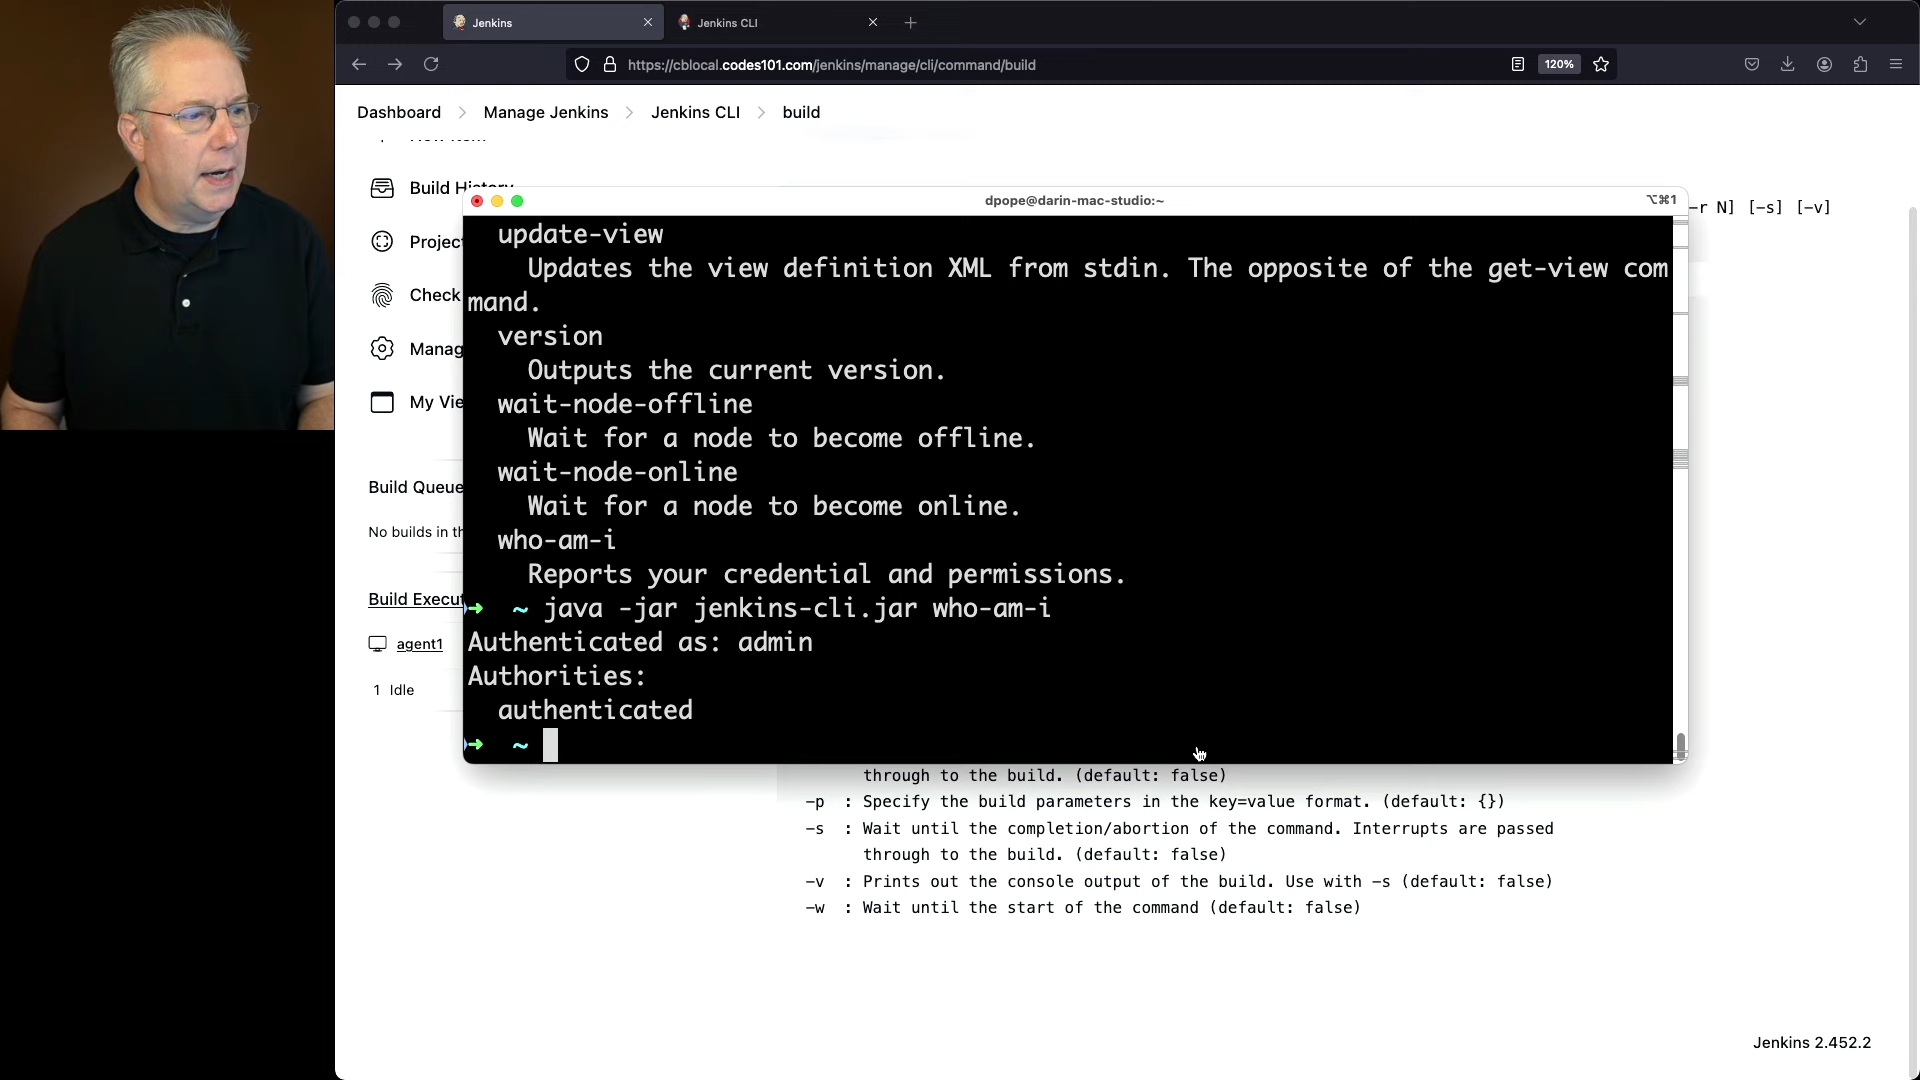 Jenkins
Jenkins CLI
https://cblocal.codes101.com/jenkins/manage/cli/command/build
120%
Dashboard
Manage Jenkins
Jenkins CLI
build
Build History
-r N] [-s] [-v]
Projec
Check
Manag
My Vie
Build Queue
No builds in th
Build Execut
agent1
1 Idle
dpope@darin-mac-studio:~
⌥⌘1
update-view
Updates the view definition XML from stdin. The opposite of the get-view com
mand.
version
Outputs the current version.
wait-node-offline
Wait for a node to become offline.
wait-node-online
Wait for a node to become online.
who-am-i
Reports your credential and permissions.
➜ ~ java -jar jenkins-cli.jar who-am-i
Authenticated as: admin
Authorities:
authenticated
➜ ~
through to the build. (default: false)
-p : Specify the build parameters in the key=value format. (default: {})
-s : Wait until the completion/abortion of the command. Interrupts are passed
through to the build. (default: false)
-v : Prints out the console output of the build. Use with -s (default: false)
-w : Wait until the start of the command (default: false)
Jenkins 2.452.2